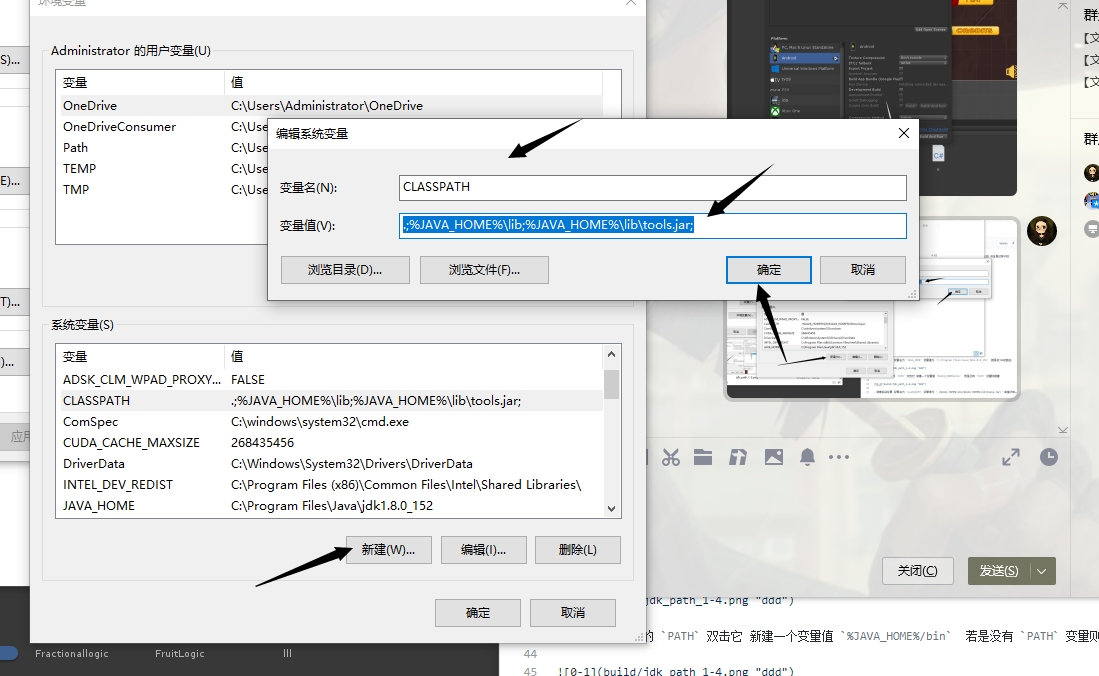 环境变量
Administrator 的用户变量(U)
变量 值
OneDrive C:\Users\Administrator\OneDrive
OneDriveConsumer C:\Use
Path C:\Use
TEMP C:\Use
TMP C:\Use
编辑系统变量
变量名(N): CLASSPATH
变量值(V): .;%JAVA_HOME%\lib;%JAVA_HOME%\lib\tools.jar;
浏览目录(D)... 浏览文件(F)... 确定 取消
系统变量(S)
变量 值
ADSK_CLM_WPAD_PROXY... FALSE
CLASSPATH .;%JAVA_HOME%\lib;%JAVA_HOME%\lib\tools.jar;
ComSpec C:\windows\system32\cmd.exe
CUDA_CACHE_MAXSIZE 268435456
DriverData C:\Windows\System32\Drivers\DriverData
INTEL_DEV_REDIST C:\Program Files (x86)\Common Files\Intel\Shared Libraries\
JAVA_HOME C:\Program Files\Java\jdk1.8.0_152
新建(W)... 编辑(I)... 删除(L)
确定 取消
S)...
E)...
T)...
)...
应用
Platform
Android
群
【文
【文
【文
群
关闭(C) 发送(S)
jdk_path_1-4.png "ddd")
的 `PATH` 双击它 新建一个变量值 `%JAVA_HOME%/bin` 若是没有 `PATH` 变量则
44
45 ![0-1](build/jdk_path_1-4.png "ddd")
Fractionallogic FruitLogic III